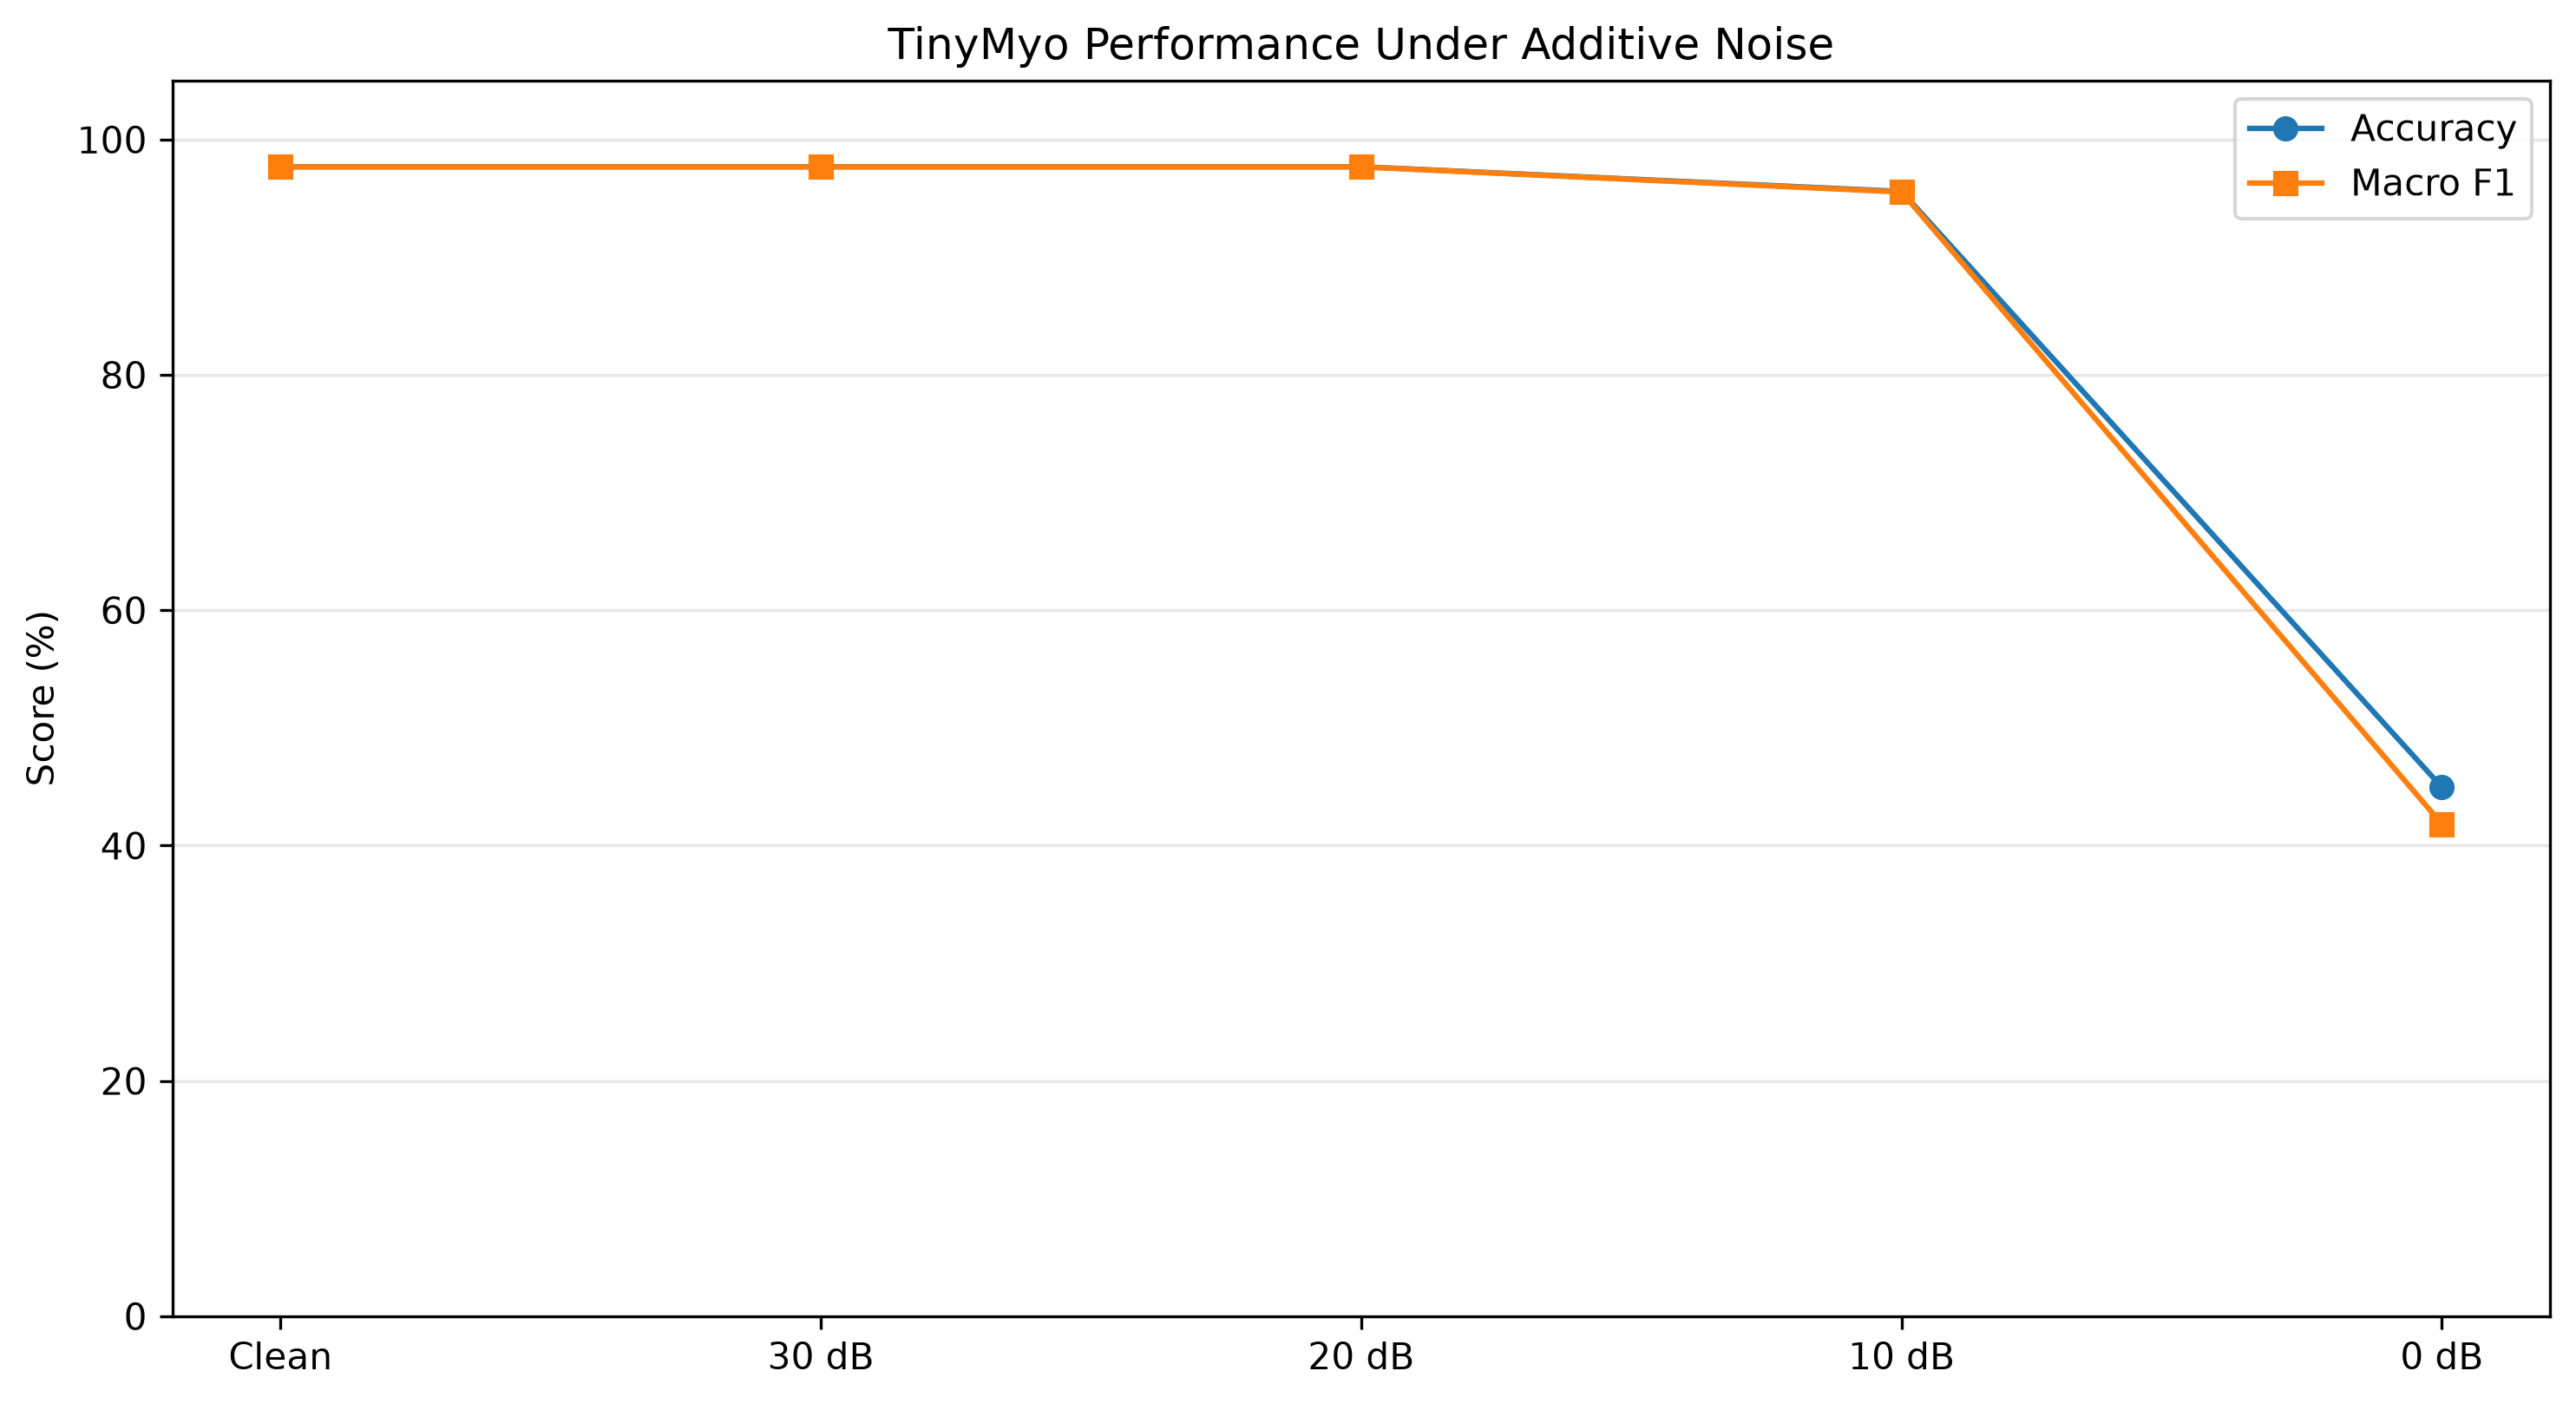 TinyMyo Performance Under Additive Noise
Accuracy
Macro F1
Score (%)
100
80
60
40
20
0
Clean
30 dB
20 dB
10 dB
0 dB